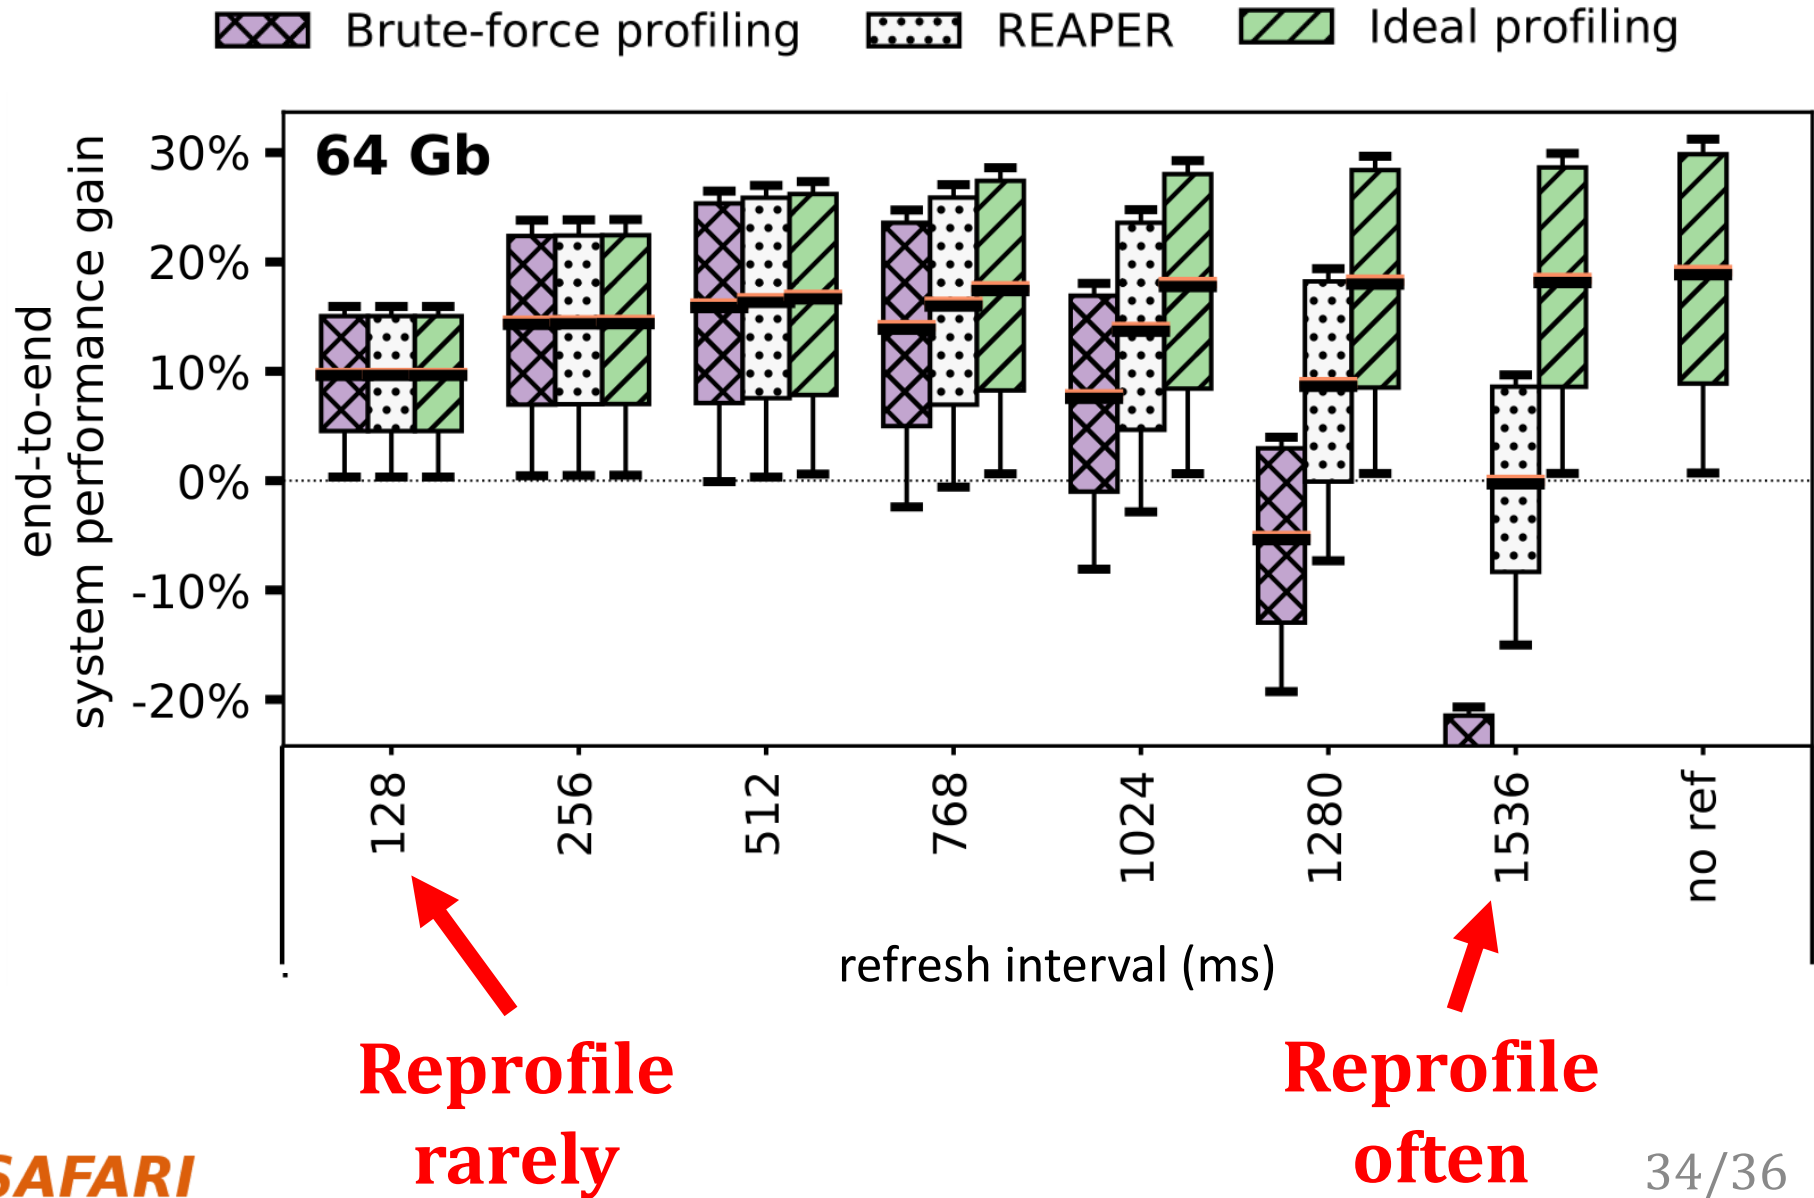 Brute-force profiling REAPER Ideal profiling
64 Gb
end-to-end
system performance gain
30%
20%
10%
0%
-10%
-20%
128 256 512 768 1024 1280 1536 no ref
refresh interval (ms)
Reprofile
rarely
Reprofile
often
SAFARI
34/36